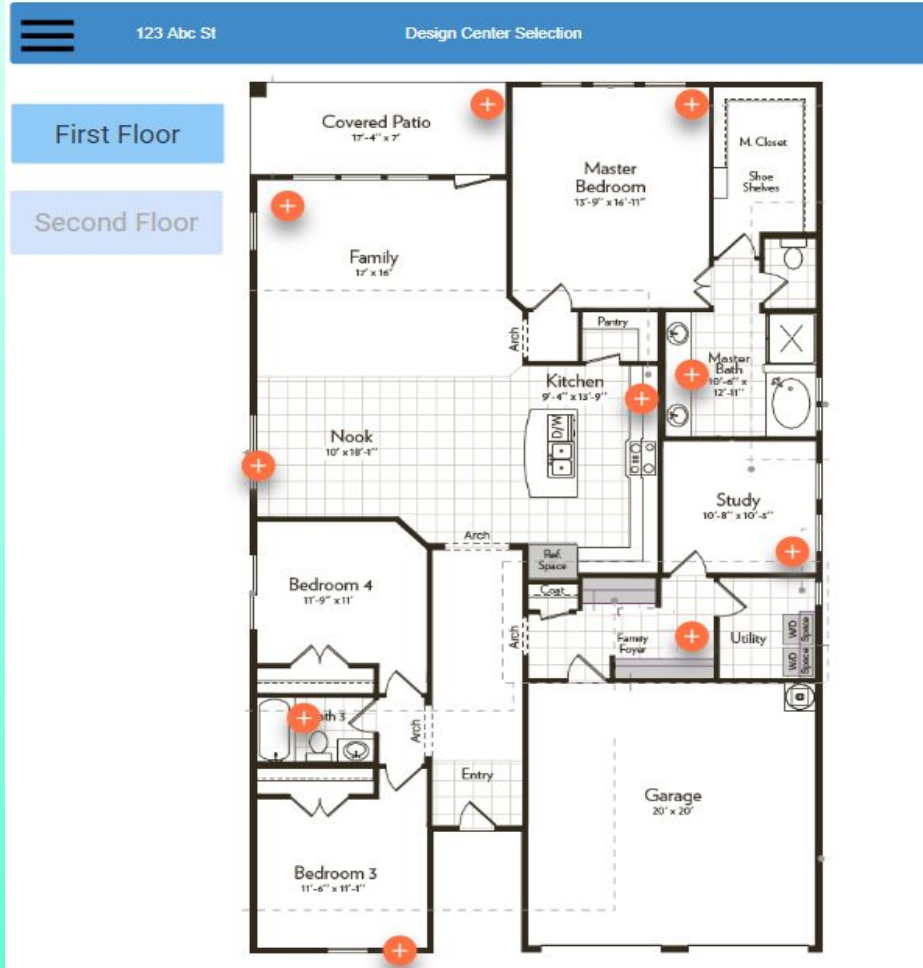 123 Abc St
Design Center Selection
First Floor
Second Floor
Covered Patio
17'-4" x 7'
Master
Bedroom
13'-9" x 16'-11"
M. Closet
Shoe
Shelves
Family
17' x 16'
Arch
Pantry
Kitchen
9'-4" x 13'-9"
Master
Bath
10'-6" x
12'-11"
D/W
Nook
10' x 18'-1"
Study
10'-8" x 10'-5"
Arch
Ref.
Space
Bedroom 4
11'-9" x 11'
Coat
Arch
Family
Foyer
Utility
W/D
Space
W/D
Space
3
Arch
Entry
Garage
20' x 20'
Bedroom 3
11'-6" x 11'-1"